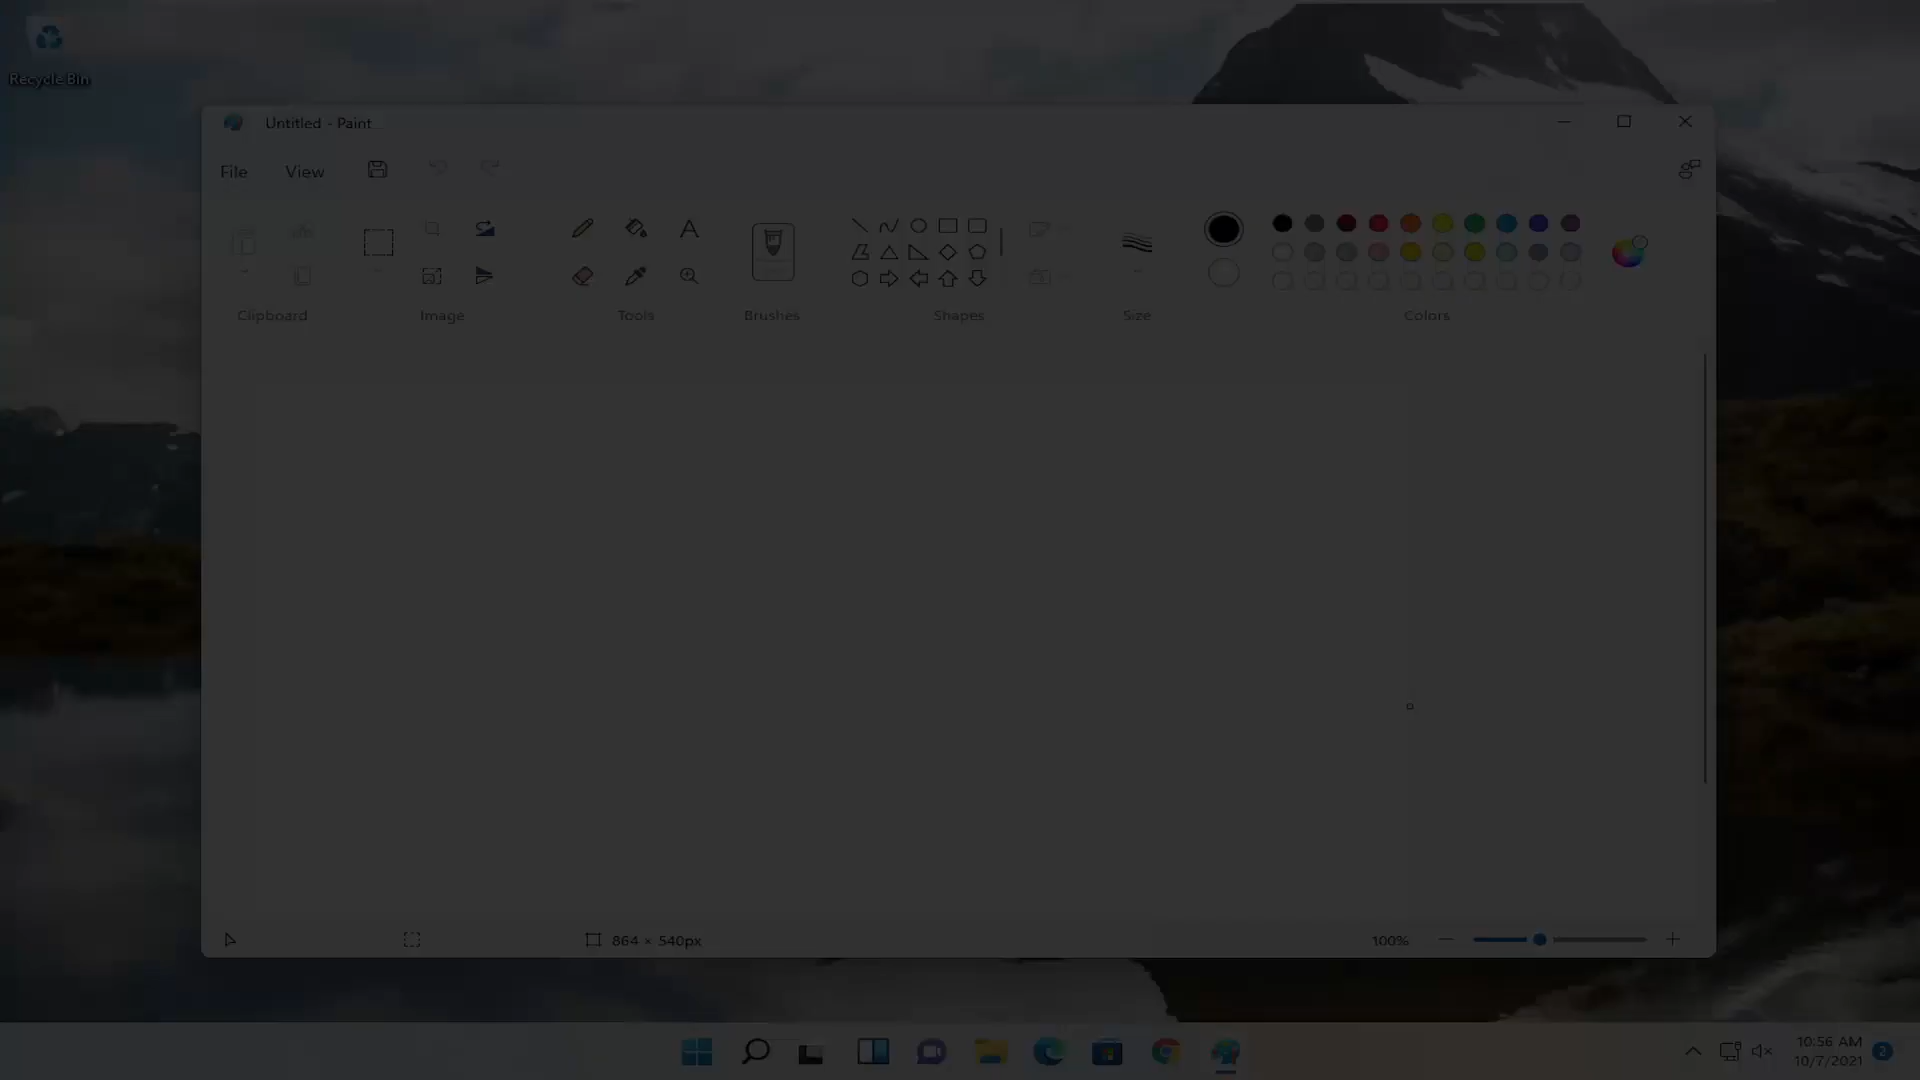 Recycle Bin
Untitled - Paint
File View
Clipboard Image Tools Brushes Shapes Size Colors
864 × 540px 100%
10:56 AM
10/7/2021 2